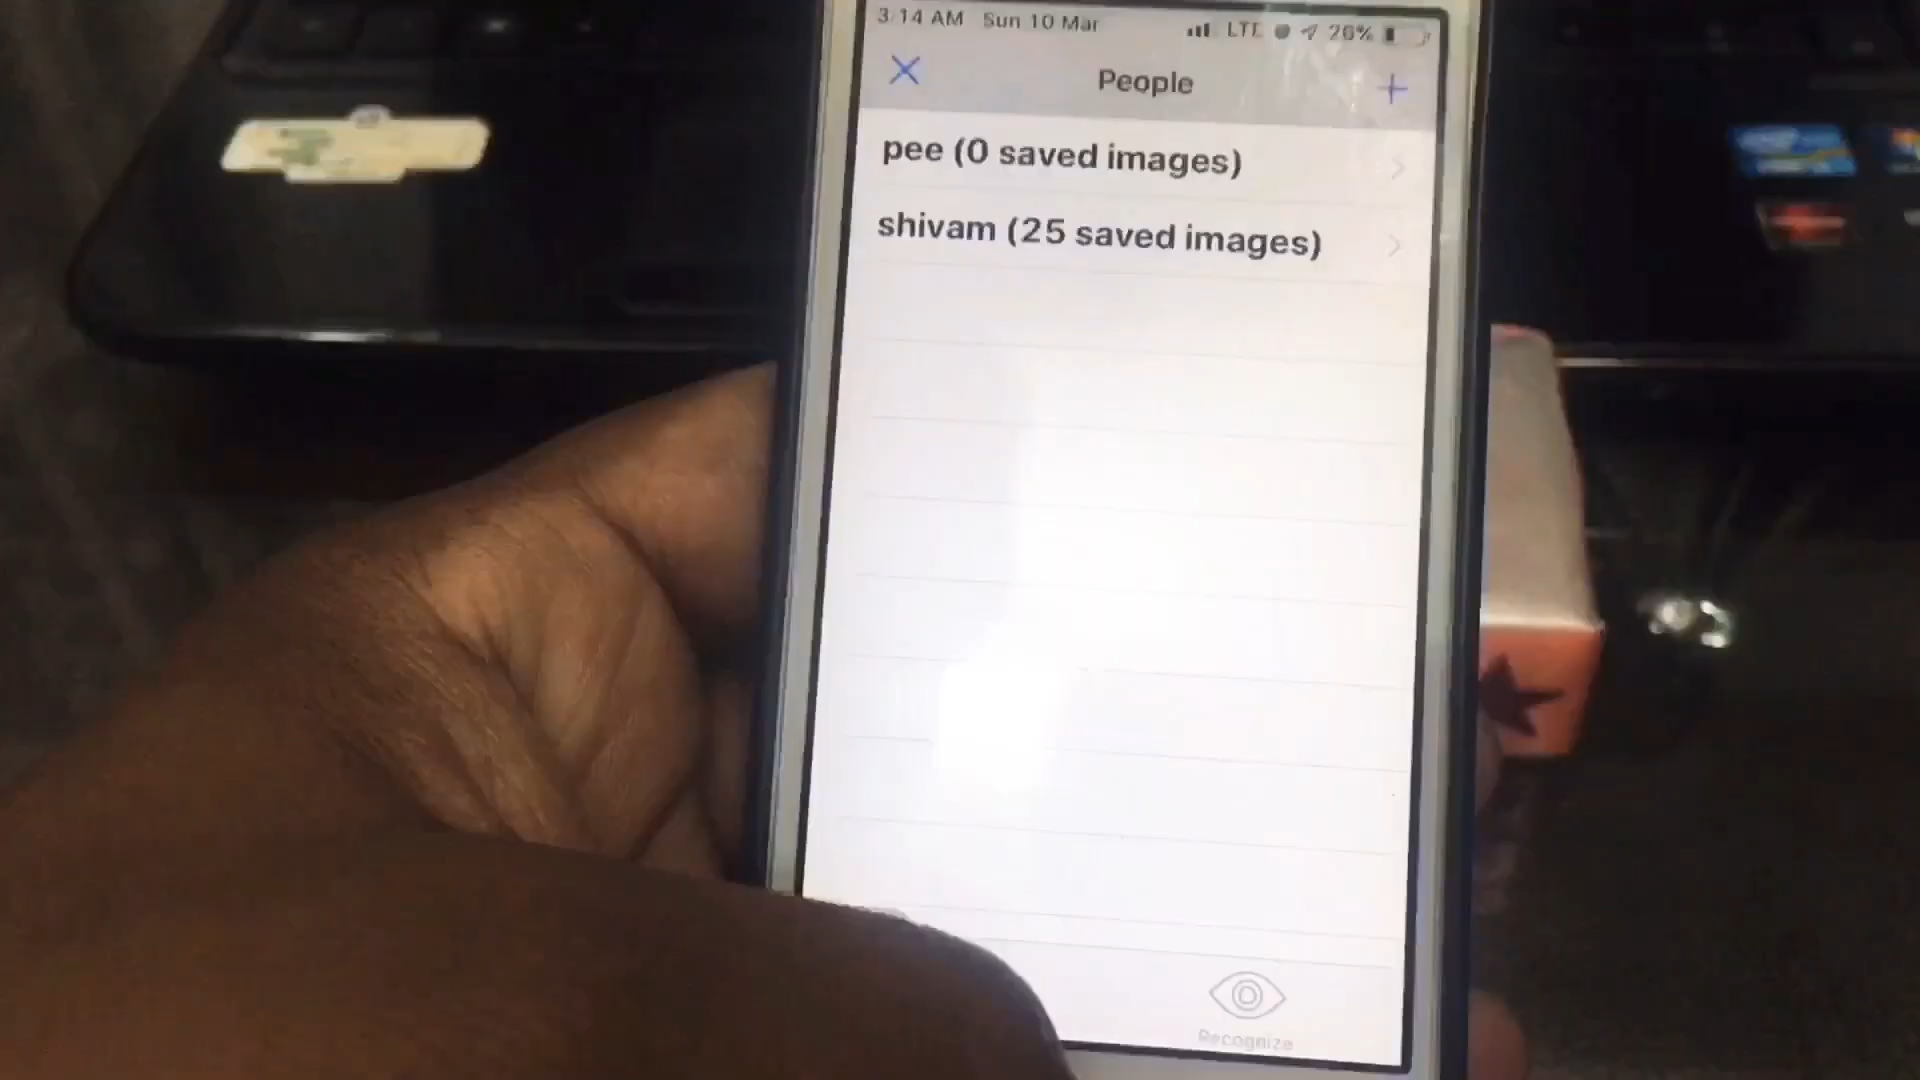 3:14 AM Sun 10 Mar LTE 26%
People
pee (0 saved images)
shivam (25 saved images)
Recognize